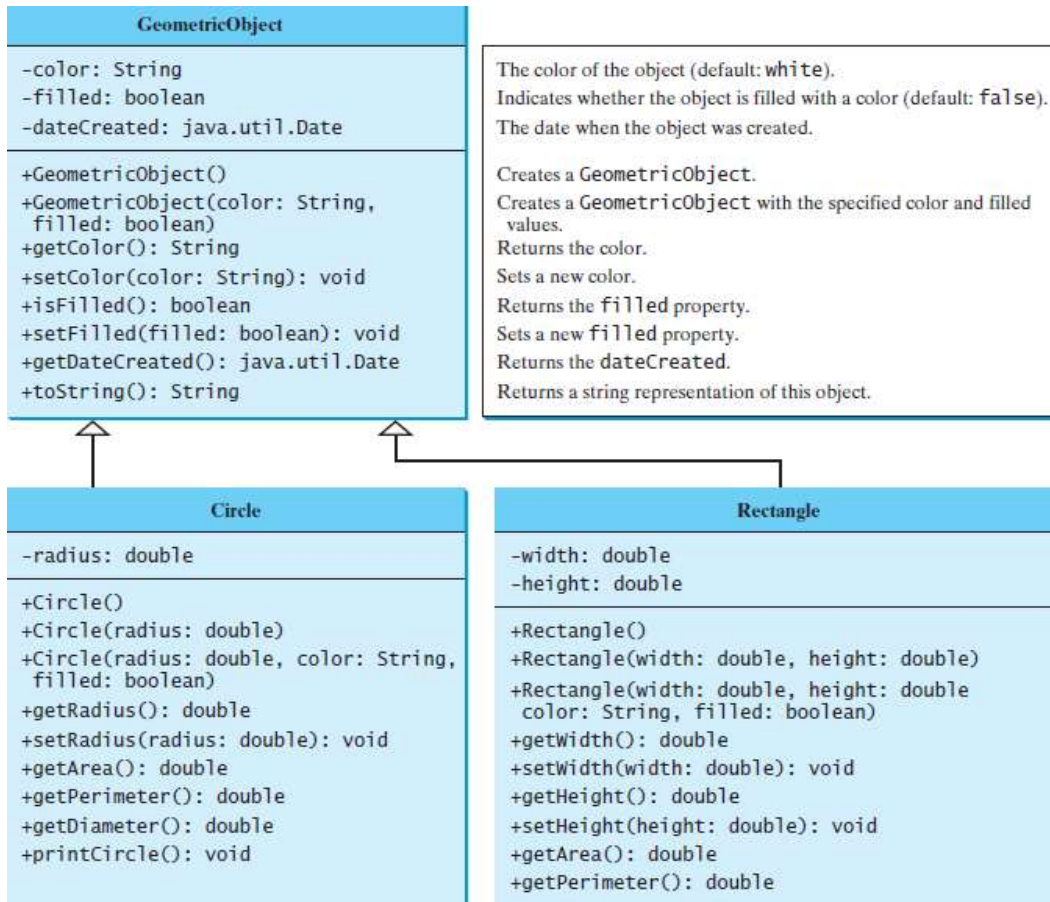 GeometricObject
-color: String
-filled: boolean
-dateCreated: java.util.Date
+GeometricObject()
+GeometricObject(color: String,
filled: boolean)
+getColor(): String
+setColor(color: String): void
+isFilled(): boolean
+setFilled(filled: boolean): void
+getDateCreated(): java.util.Date
+toString(): String
The color of the object (default: white).
Indicates whether the object is filled with a color (default: false).
The date when the object was created.
Creates a GeometricObject.
Creates a GeometricObject with the specified color and filled
values.
Returns the color.
Sets a new color.
Returns the filled property.
Sets a new filled property.
Returns the dateCreated.
Returns a string representation of this object.
Circle
-radius: double
+Circle()
+Circle(radius: double)
+Circle(radius: double, color: String,
filled: boolean)
+getRadius(): double
+setRadius(radius: double): void
+getArea(): double
+getPerimeter(): double
+getDiameter(): double
+printCircle(): void
Rectangle
-width: double
-height: double
+Rectangle()
+Rectangle(width: double, height: double)
+Rectangle(width: double, height: double
color: String, filled: boolean)
+getWidth(): double
+setWidth(width: double): void
+getHeight(): double
+setHeight(height: double): void
+getArea(): double
+getPerimeter(): double